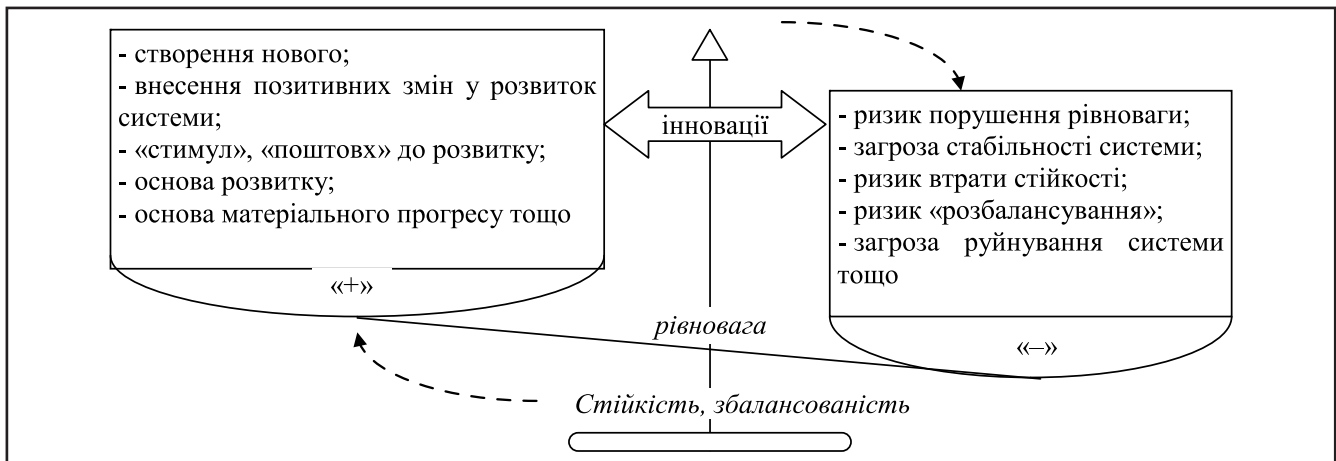 - створення нового;
- внесення позитивних змін у розвиток
системи;
- «стимул», «поштовх» до розвитку;
- основа розвитку;
- основа матеріального прогресу тощо
«+»
інновації
- ризик порушення рівноваги;
- загроза стабільності системи;
- ризик втрати стійкості;
- ризик «розбалансування»;
- загроза руйнування системи
тощо
«–»
рівновага
Стійкість, збалансованість